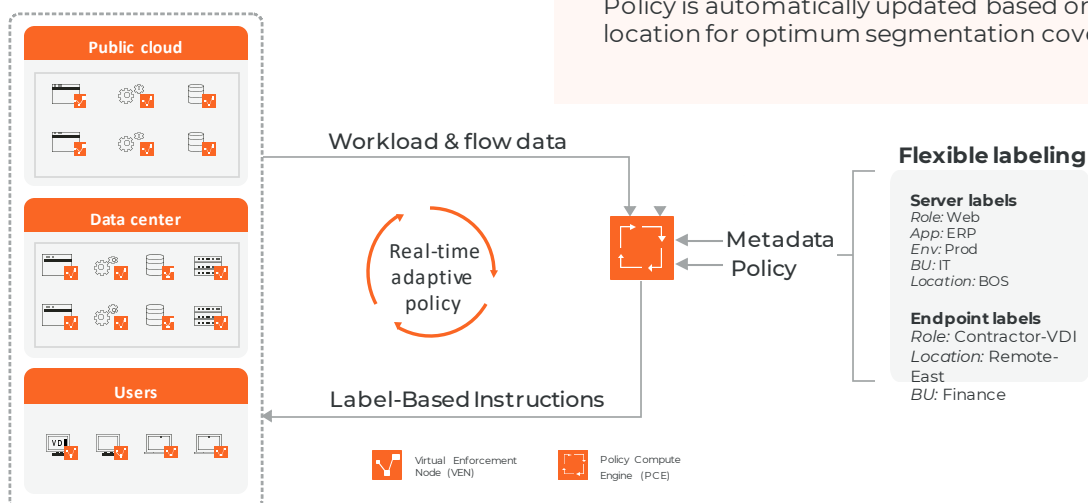 Policy is automatically updated based on
location for optimum segmentation
Public cloud
Data center
Users
VDI
Workload & flow data
Real-time
adaptive
policy
Label-Based Instructions
Metadata
Policy
Flexible labeling
Server labels
Role: Web
App: ERP
Env: Prod
BU: IT
Location: BOS
Endpoint labels
Role: Contractor-VDI
Location: Remote-
East
BU: Finance
Virtual Enforcement
Node (VEN)
Policy Compute
Engine (PCE)